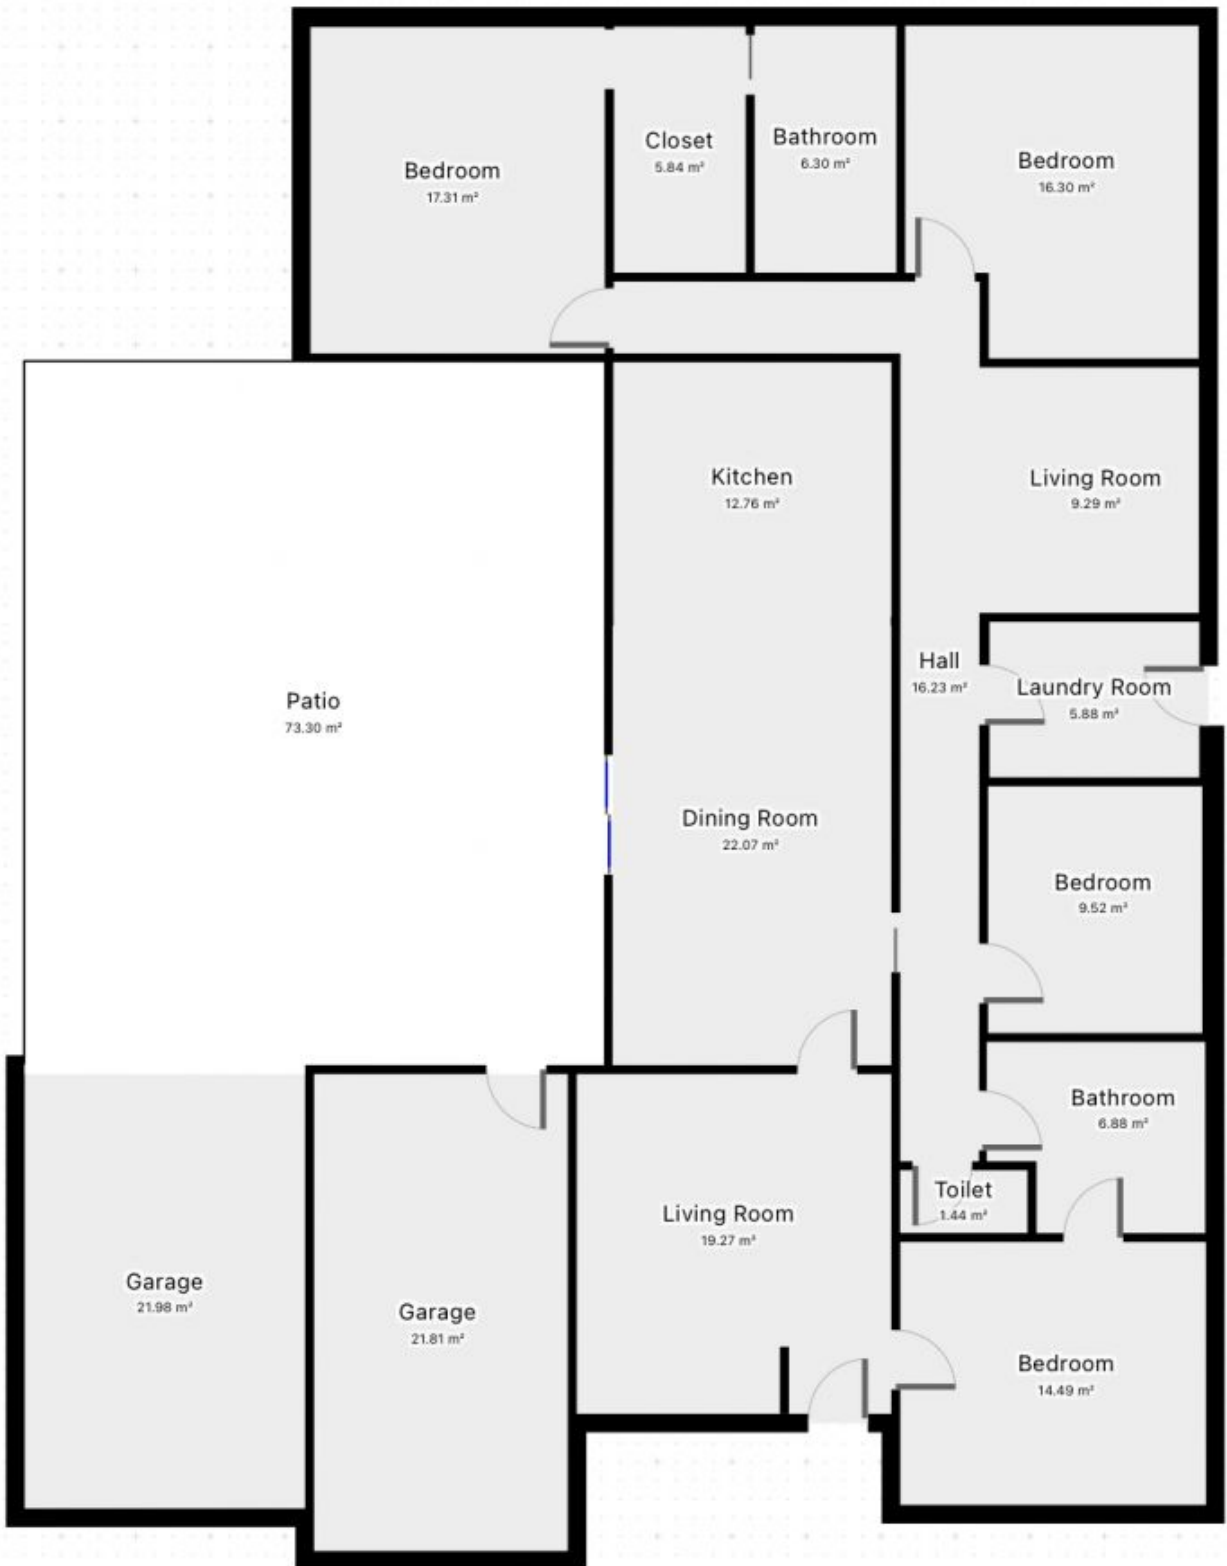 Closet
5.84 m²
Bathroom
6.30 m²
Bedroom
17.31 m²
Bedroom
16.30 m²
Kitchen
12.76 m²
Living Room
9.29 m²
Hall
16.23 m²
Laundry Room
5.88 m²
Patio
73.30 m²
Dining Room
22.07 m²
Bedroom
9.52 m²
Bathroom
6.88 m²
Toilet
1.44 m²
Living Room
19.27 m²
Garage
21.98 m²
Garage
21.81 m²
Bedroom
14.49 m²